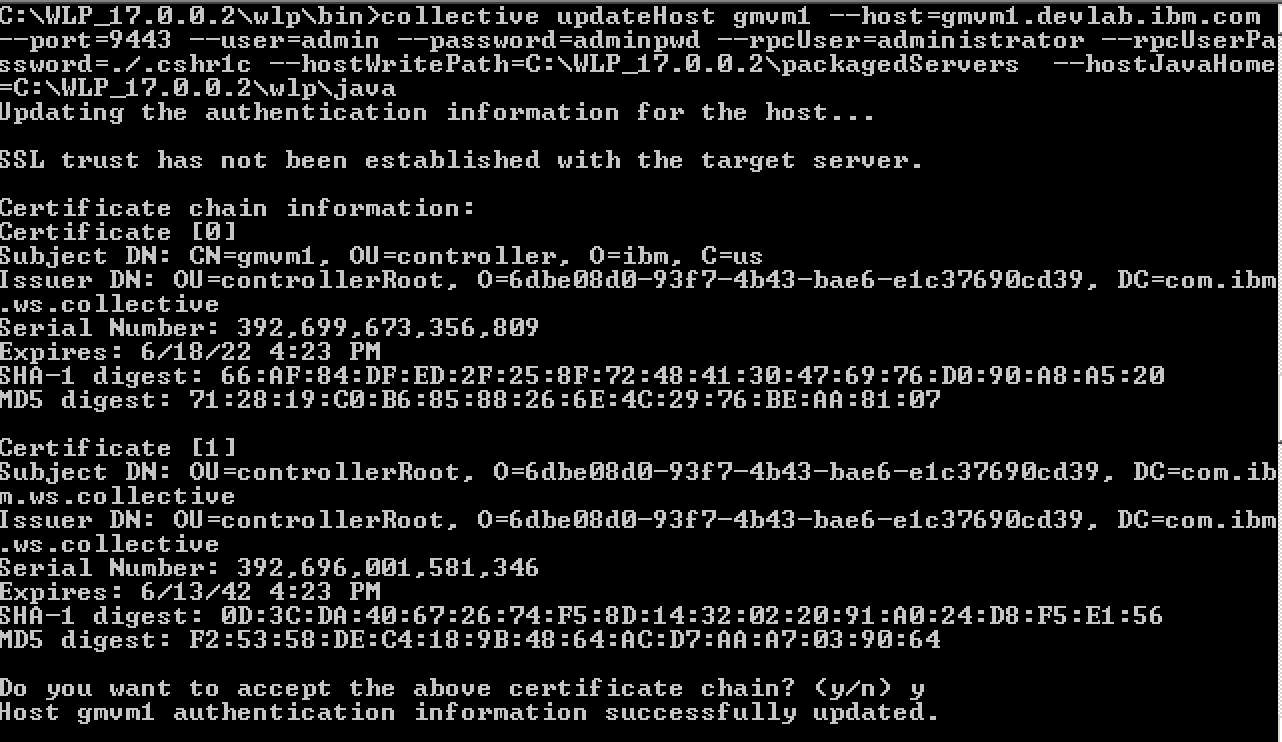 C:\WLP_17.0.0.2\wlp\bin>collective updateHost gmvm1 --host=gmvm1.devlab.ibm.com
--port=9443 --user=admin --password=adminpwd --rpcUser=administrator --rpcUserPa
ssword=./.cshr1c --hostWritePath=C:\WLP_17.0.0.2\packagedServers  --hostJavaHome
=C:\WLP_17.0.0.2\wlp\java
Updating the authentication information for the host...
SSL trust has not been established with the target server.
Certificate chain information:
Certificate [0]
Subject DN: CN=gmvm1, OU=controller, O=ibm, C=us
Issuer DN: OU=controllerRoot, O=6dbe08d0-93f7-4b43-bae6-e1c37690cd39, DC=com.ibm
.ws.collective
Serial Number: 392,699,673,356,809
Expires: 6/18/22 4:23 PM
SHA-1 digest: 66:AF:84:DF:ED:2F:25:8F:72:48:41:30:47:69:76:D0:90:A8:A5:20
MD5 digest: 71:28:19:C0:B6:85:88:26:6E:4C:29:76:BE:AA:81:07
Certificate [1]
Subject DN: OU=controllerRoot, O=6dbe08d0-93f7-4b43-bae6-e1c37690cd39, DC=com.ib
m.ws.collective
Issuer DN: OU=controllerRoot, O=6dbe08d0-93f7-4b43-bae6-e1c37690cd39, DC=com.ibm
.ws.collective
Serial Number: 392,696,001,581,346
Expires: 6/13/42 4:23 PM
SHA-1 digest: 0D:3C:DA:40:67:26:74:F5:8D:14:32:02:20:91:A0:24:D8:F5:E1:56
MD5 digest: F2:53:58:DE:C4:18:9B:48:64:AC:D7:AA:A7:03:90:64
Do you want to accept the above certificate chain? (y/n) y
Host gmvm1 authentication information successfully updated.